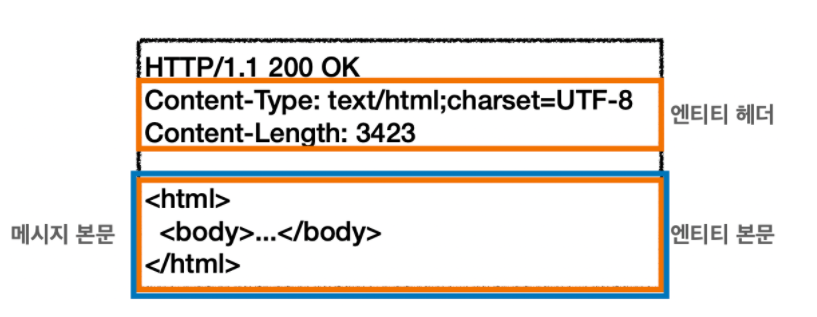 HTTP/1.1 200 OK
Content-Type: text/html;charset=UTF-8
Content-Length: 3423
엔티티 헤더
<html>
<body>...</body>
</html>
메시지 본문
엔티티 본문